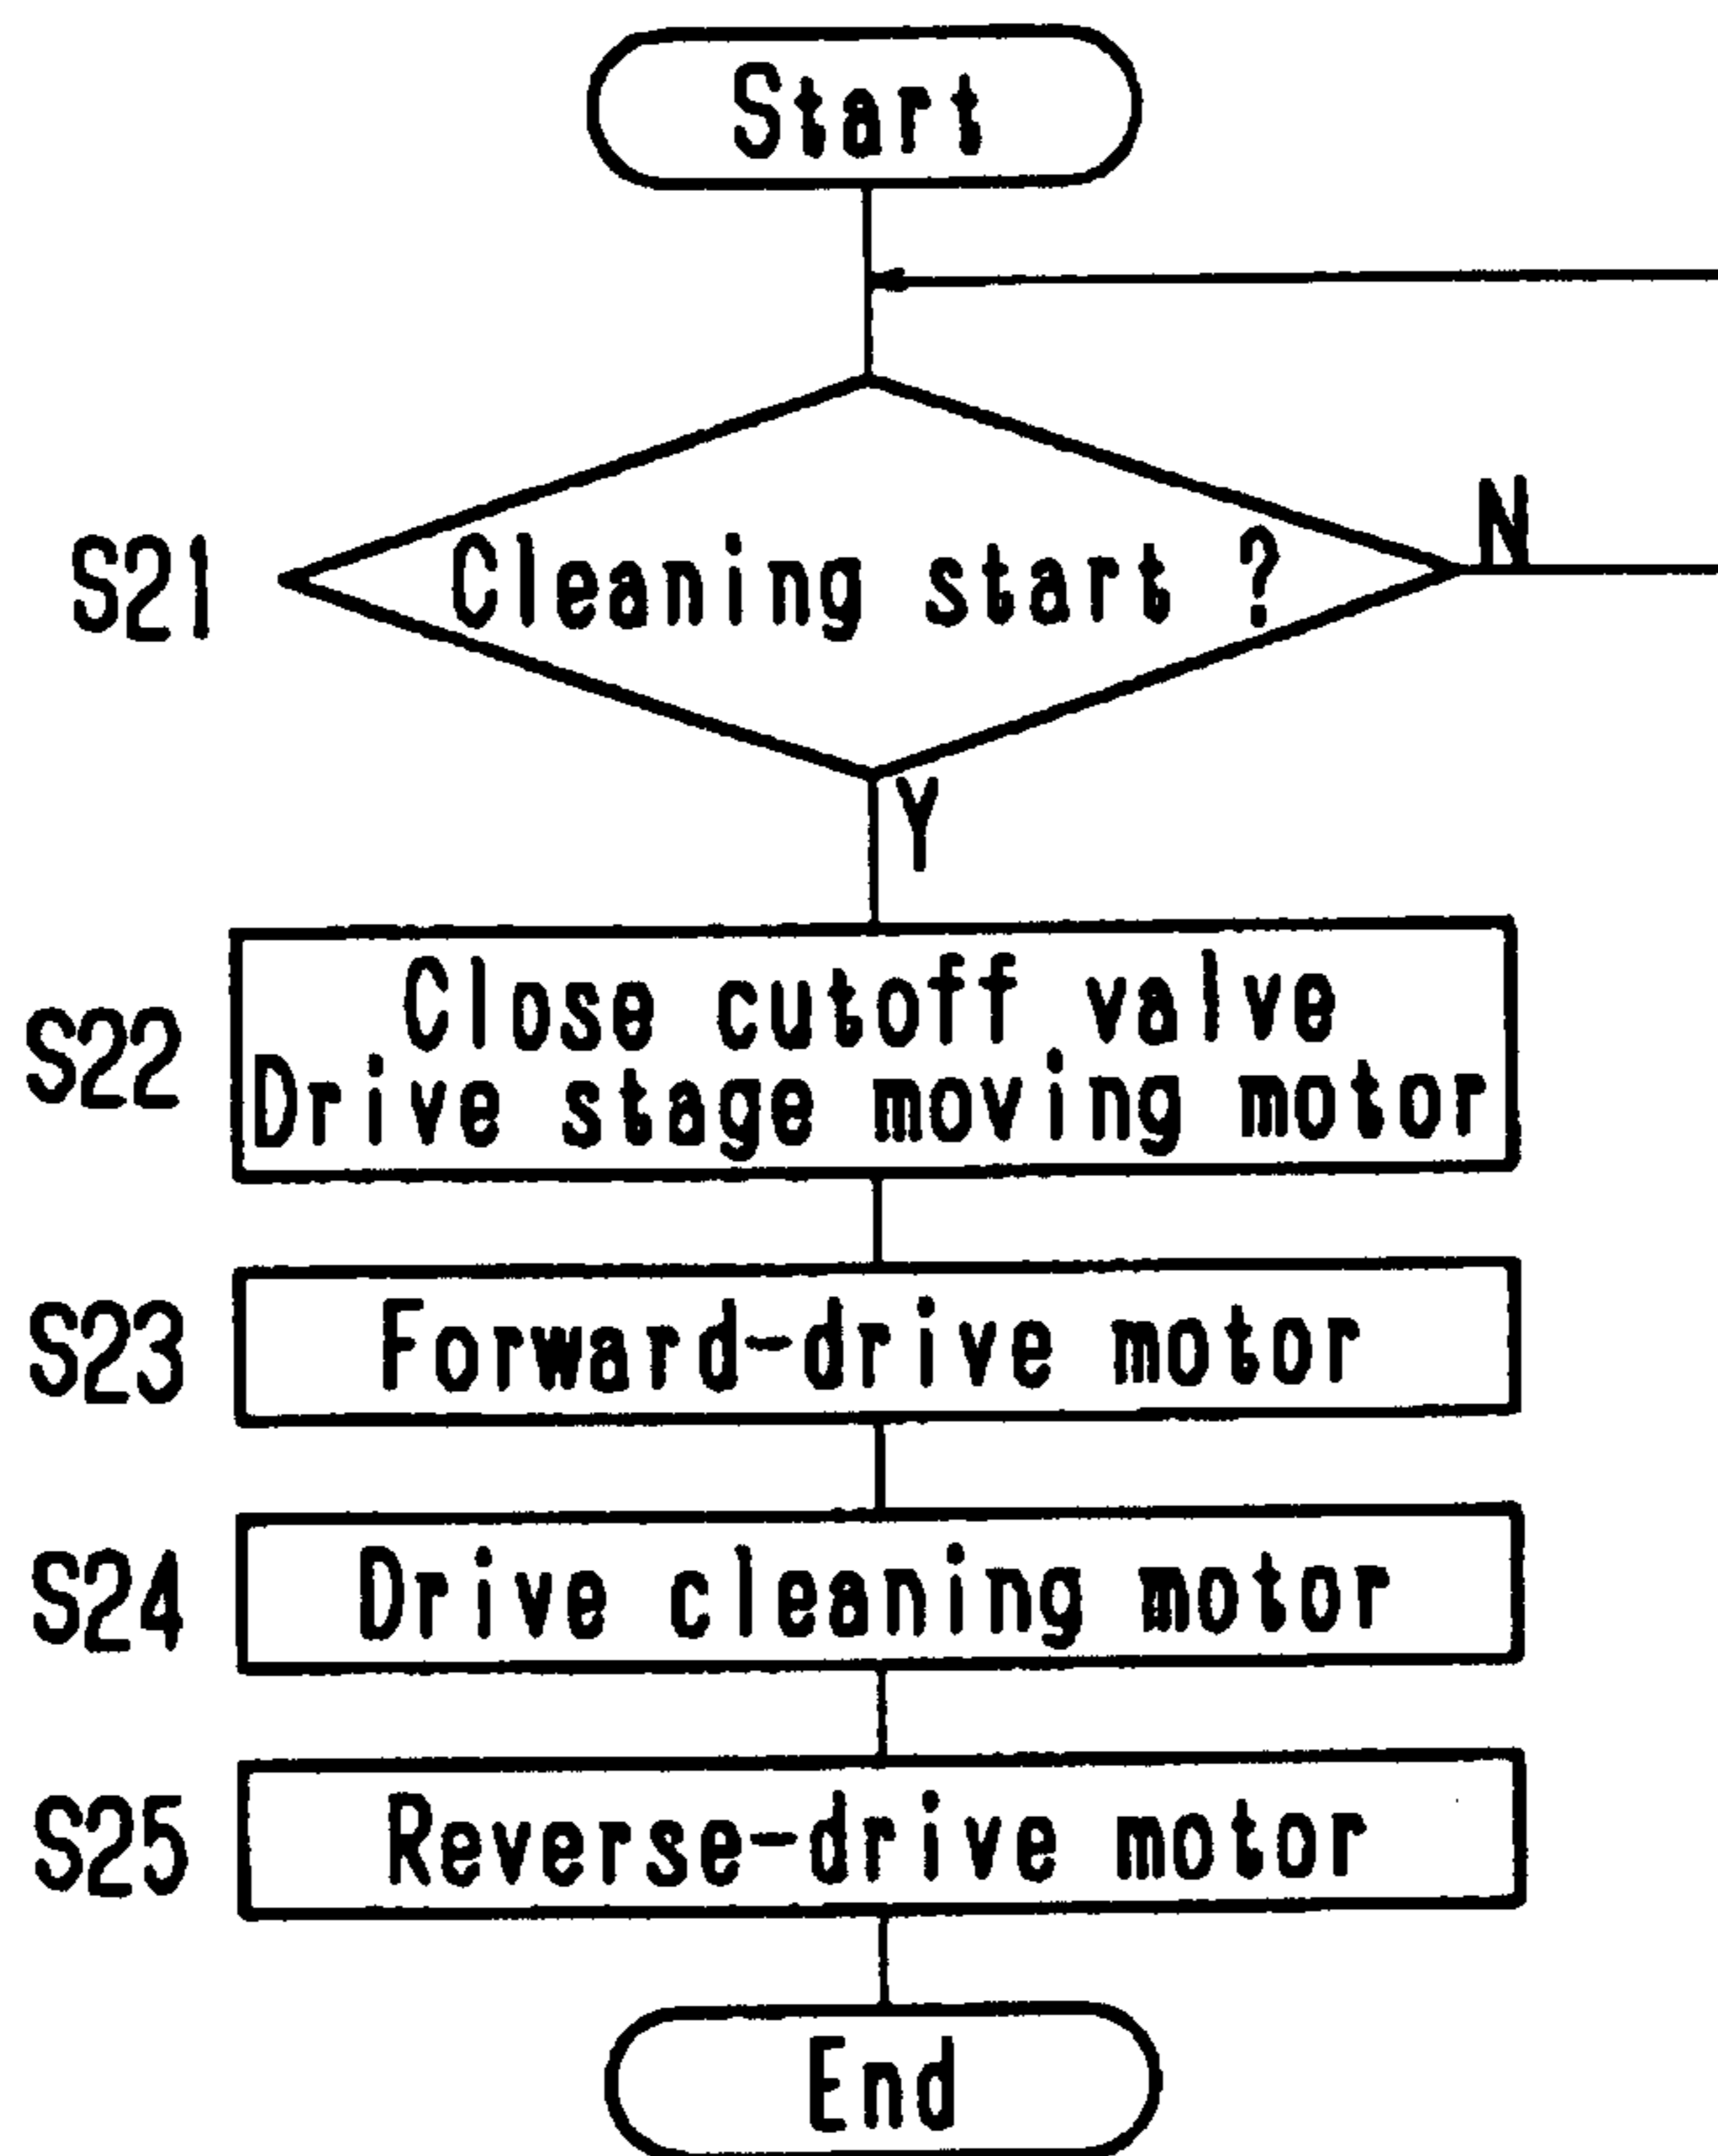 Start
S21
Cleaning start ?
N
Y
S22
Close cutoff valve
Drive stage moving motor
S23
Forward-drive motor
S24
Drive cleaning motor
S25
Reverse-drive motor
End